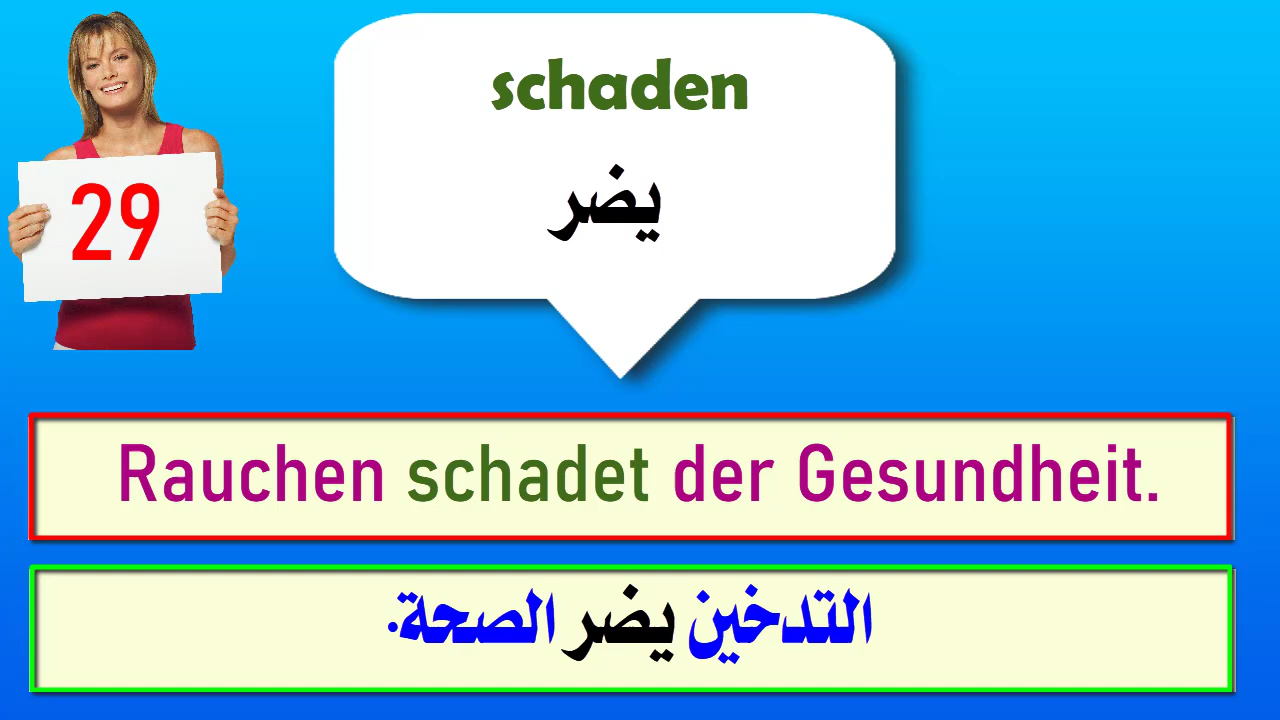 29
schaden
يضر
Rauchen schadet der Gesundheit.
التدخين يضر الصحة.